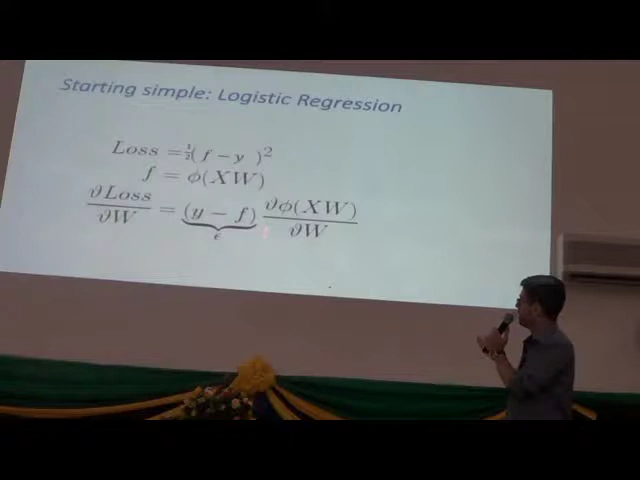 Starting simple: Logistic Regression
Loss = ½( f − y )²
f = ϕ(XW)
∂Loss/∂W = (y − f) ∂ϕ(XW)/∂W
ϵ